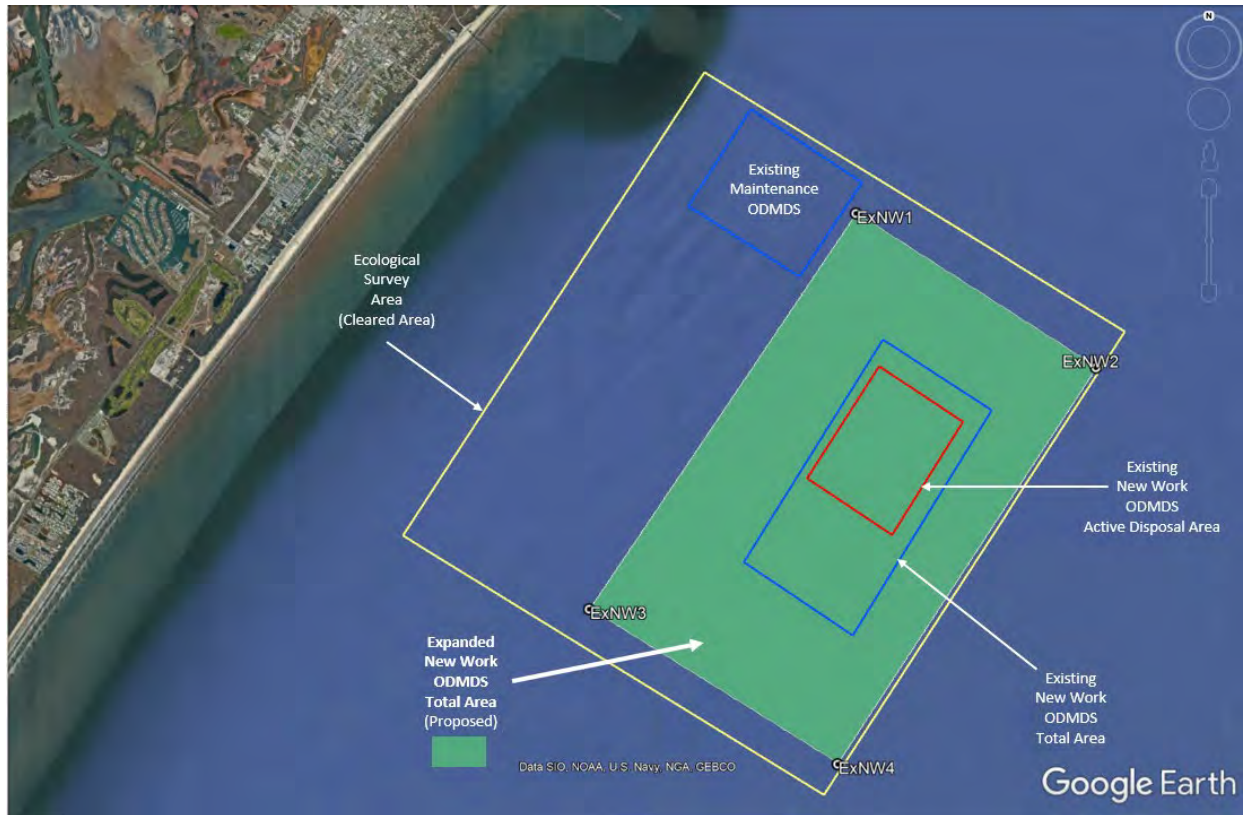 N
Existing
Maintenance
ODMDS
ExNW1
Ecological
Survey
Area
(Cleared Area)
ExNW2
Existing
New Work
ODMDS
Active Disposal Area
ExNW3
Expanded
New Work
ODMDS
Total Area
(Proposed)
Existing
New Work
ODMDS
Total Area
Data SIO, NOAA, U.S. Navy, NGA, GEBCO
ExNW4
Google Earth